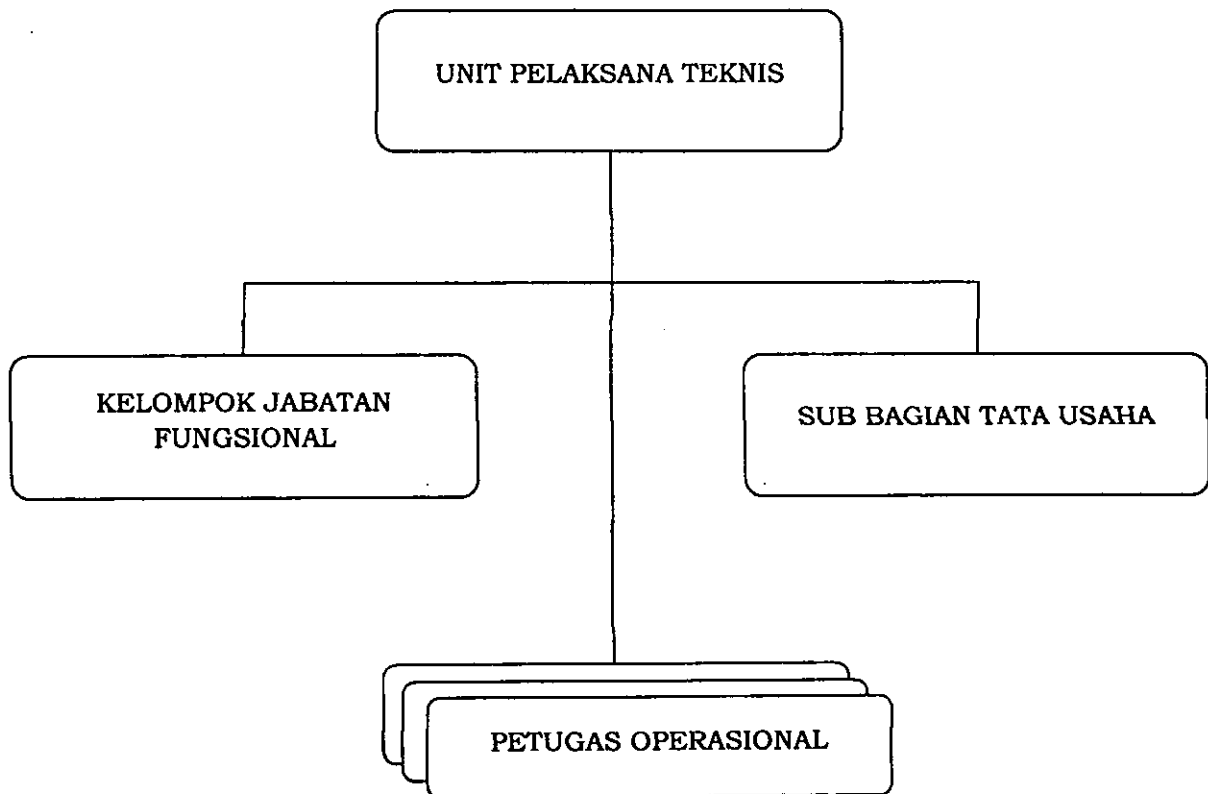 UNIT PELAKSANA TEKNIS
KELOMPOK JABATAN
FUNGSIONAL
SUB BAGIAN TATA USAHA
PETUGAS OPERASIONAL